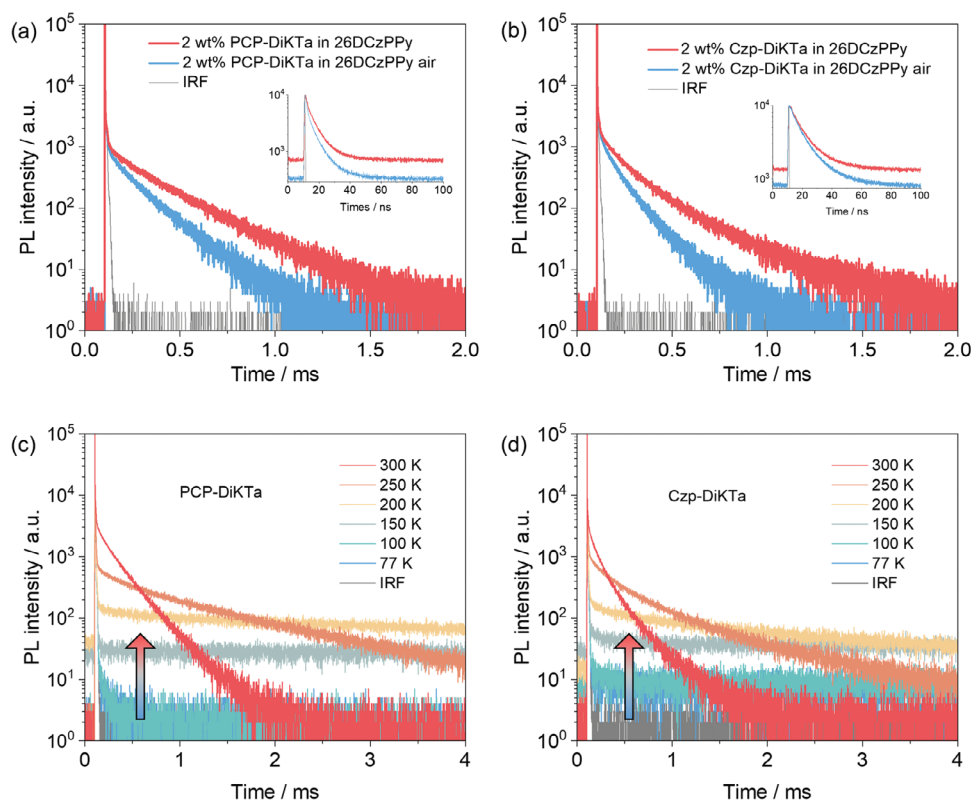 (a)
10^5
10^4
10^3
10^2
10^1
10^0
PL intensity / a.u.
2 wt% PCP-DiKTa in 26DCzPPy
2 wt% PCP-DiKTa in 26DCzPPy air
IRF
10^4
10^3
0 20 40 60 80 100
Times / ns
0.0 0.5 1.0 1.5 2.0
Time / ms
(b)
10^5
10^4
10^3
10^2
10^1
10^0
PL intensity / a.u.
2 wt% Czp-DiKTa in 26DCzPPy
2 wt% Czp-DiKTa in 26DCzPPy air
IRF
10^4
10^3
0 20 40 60 80 100
Time / ns
0.0 0.5 1.0 1.5 2.0
Time / ms
(c)
10^5
10^4
10^3
10^2
10^1
10^0
PL intensity / a.u.
PCP-DiKTa
300 K
250 K
200 K
150 K
100 K
77 K
IRF
0 1 2 3 4
Time / ms
(d)
10^5
10^4
10^3
10^2
10^1
10^0
PL intensity / a.u.
Czp-DiKTa
300 K
250 K
200 K
150 K
100 K
77 K
IRF
0 1 2 3 4
Time / ms